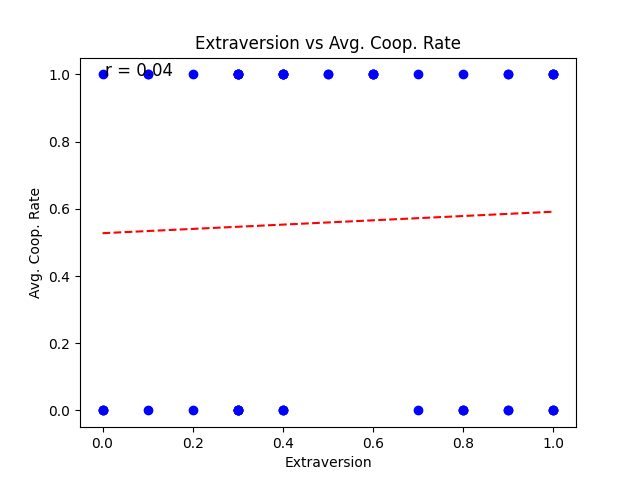 Extraversion vs Avg. Coop. Rate
r = 0.04
1.0
0.8
0.6
0.4
0.2
0.0
Avg. Coop. Rate
0.0 0.2 0.4 0.6 0.8 1.0
Extraversion